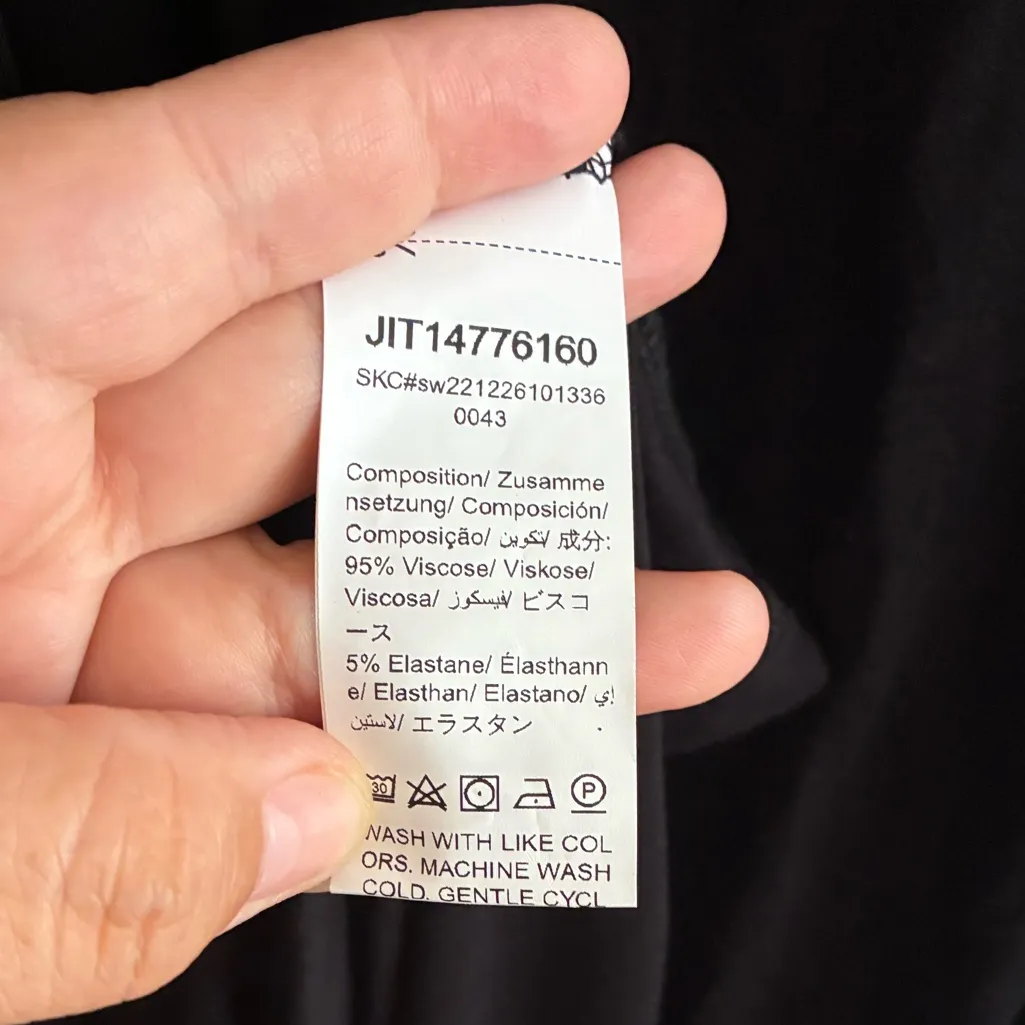 JIT14776160
SKC#sw221226101336
0043
Composition/ Zusamme
nsetzung/ Composición/
Composição/ تكوين/ 成分:
95% Viscose/ Viskose/
Viscosa/ فيسكوز/ ビスコ
ース
5% Elastane/ Élasthann
e/ Elasthan/ Elastano/ إي
لاستين/ エラスタン
30
P
WASH WITH LIKE COL
ORS. MACHINE WASH
COLD. GENTLE CYCL